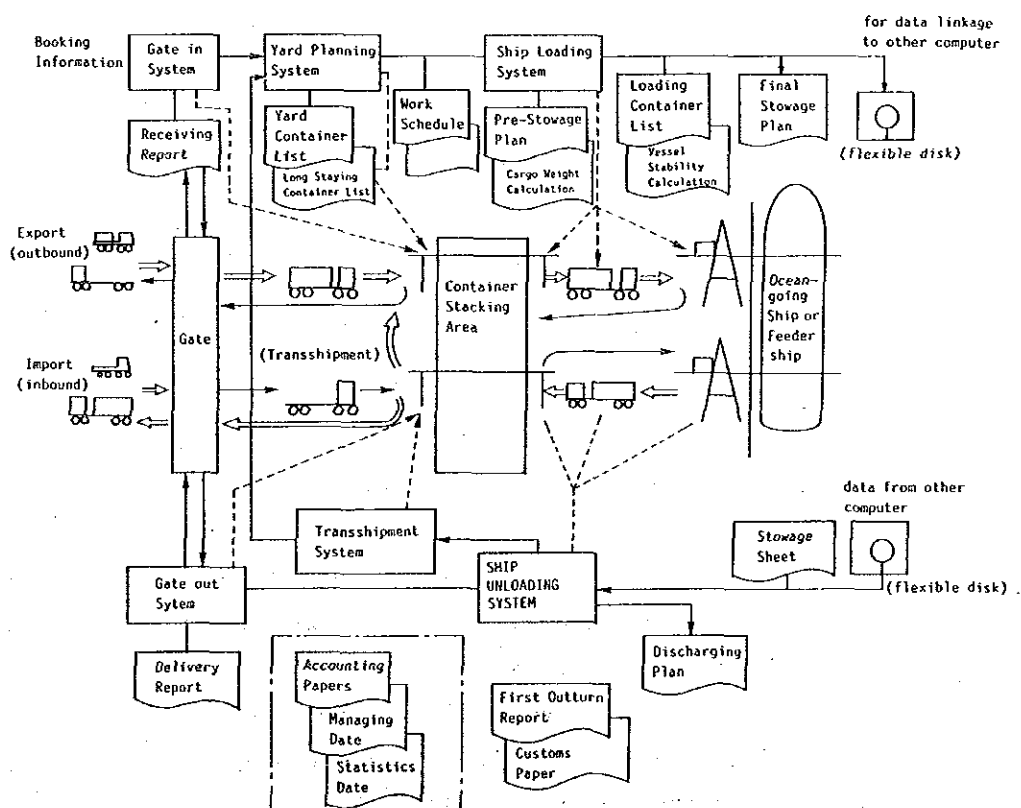 Booking
Information
Gate in
System
Yard Planning
System
Ship Loading
System
for data linkage
to other computer
Receiving
Report
Yard
Container
List
Long Staying
Container List
Work
Schedule
Pre-Stowage
Plan
Cargo Weight
Calculation
Loading
Container
List
Vessel
Stability
Calculation
Final
Stowage
Plan
(flexible disk)
Export
(outbound)
Gate
Container
Stacking
Area
Ocean-
going
Ship or
Feeder
ship
(Transshipment)
Import
(inbound)
Transshipment
System
SHIP
UNLOADING
SYSTEM
data from other
computer
Stowage
Sheet
(flexible disk)
Gate out
Sytem
Delivery
Report
Accounting
Papers
Managing
Date
Statistics
Date
First Outturn
Report
Customs
Paper
Discharging
Plan